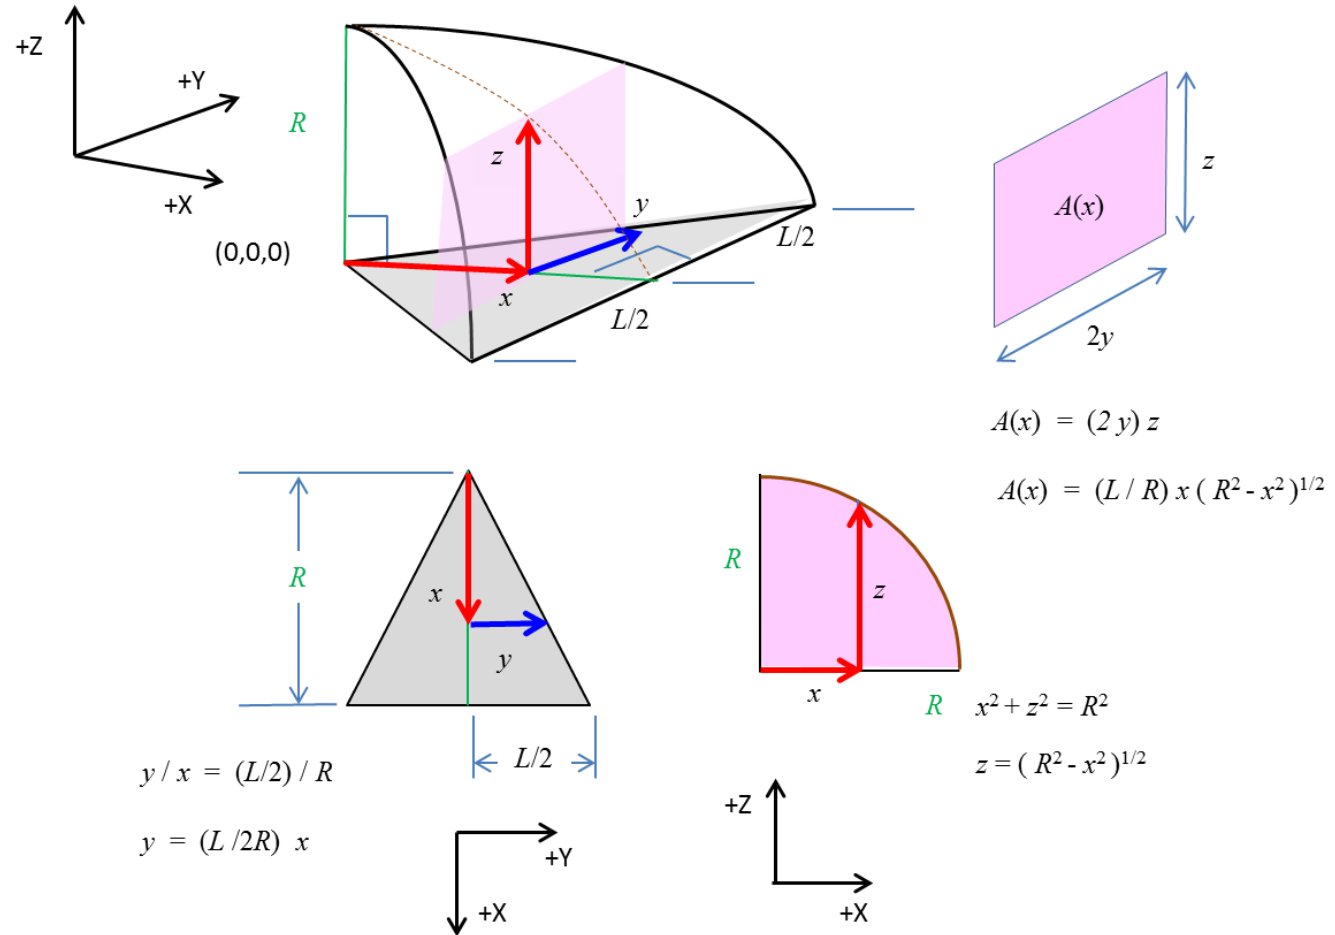 +Z
+Y
+X
R
(0,0,0)
z
y
x
L/2
L/2
A(x)
z
2y
A(x) = (2 y) z
A(x) = (L / R) x ( R² - x² )¹/²
R
x
y
L/2
y / x = (L/2) / R
y = (L /2R) x
+Y
+X
R
z
x
R
x² + z² = R²
z = ( R² - x² )¹/²
+Z
+X